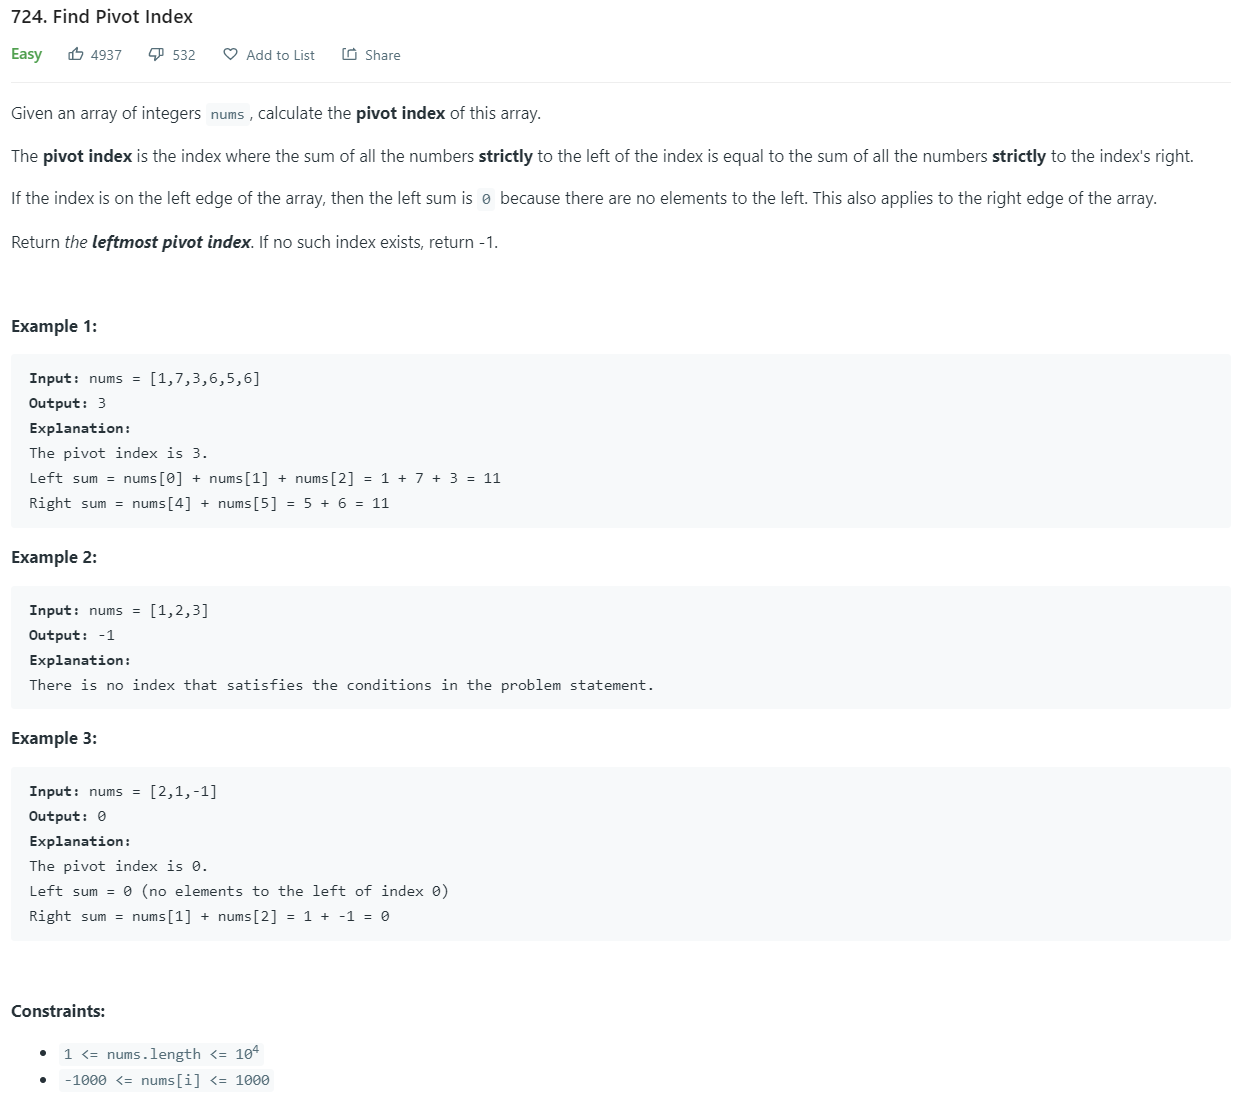 724. Find Pivot Index
Easy 4937 532 Add to List Share
Given an array of integers nums , calculate the pivot index of this array.
The pivot index is the index where the sum of all the numbers strictly to the left of the index is equal to the sum of all the numbers strictly to the index's right.
If the index is on the left edge of the array, then the left sum is 0 because there are no elements to the left. This also applies to the right edge of the array.
Return the leftmost pivot index. If no such index exists, return -1.
Example 1:
Input: nums = [1,7,3,6,5,6]
Output: 3
Explanation:
The pivot index is 3.
Left sum = nums[0] + nums[1] + nums[2] = 1 + 7 + 3 = 11
Right sum = nums[4] + nums[5] = 5 + 6 = 11
Example 2:
Input: nums = [1,2,3]
Output: -1
Explanation:
There is no index that satisfies the conditions in the problem statement.
Example 3:
Input: nums = [2,1,-1]
Output: 0
Explanation:
The pivot index is 0.
Left sum = 0 (no elements to the left of index 0)
Right sum = nums[1] + nums[2] = 1 + -1 = 0
Constraints:
• 1 <= nums.length <= 10⁴
• -1000 <= nums[i] <= 1000